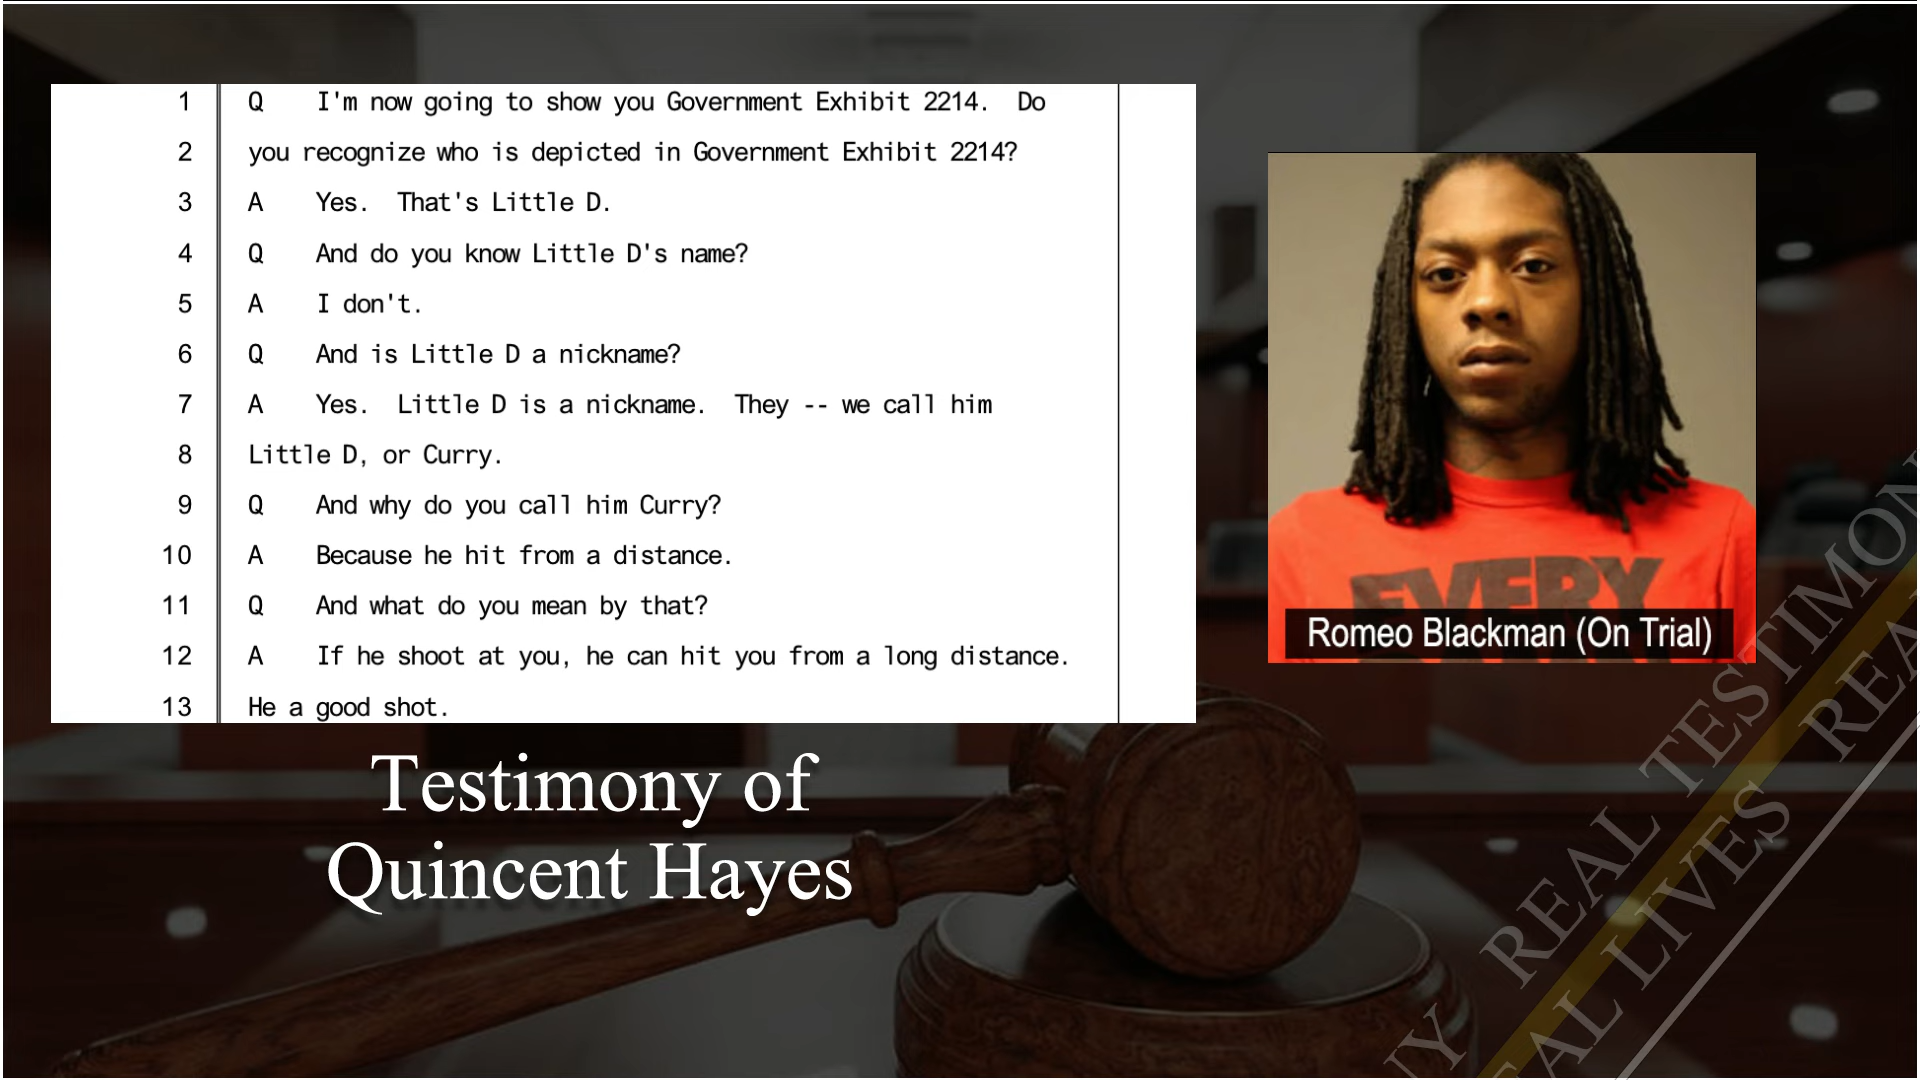 1 Q I'm now going to show you Government Exhibit 2214. Do
2 you recognize who is depicted in Government Exhibit 2214?
3 A Yes. That's Little D.
4 Q And do you know Little D's name?
5 A I don't.
6 Q And is Little D a nickname?
7 A Yes. Little D is a nickname. They -- we call him
8 Little D, or Curry.
9 Q And why do you call him Curry?
10 A Because he hit from a distance.
11 Q And what do you mean by that?
12 A If he shoot at you, he can hit you from a long distance.
13 He a good shot.
EVERY
Romeo Blackman (On Trial)
Testimony of
Quincent Hayes
REAL TESTIMON
REAL LIVES REA